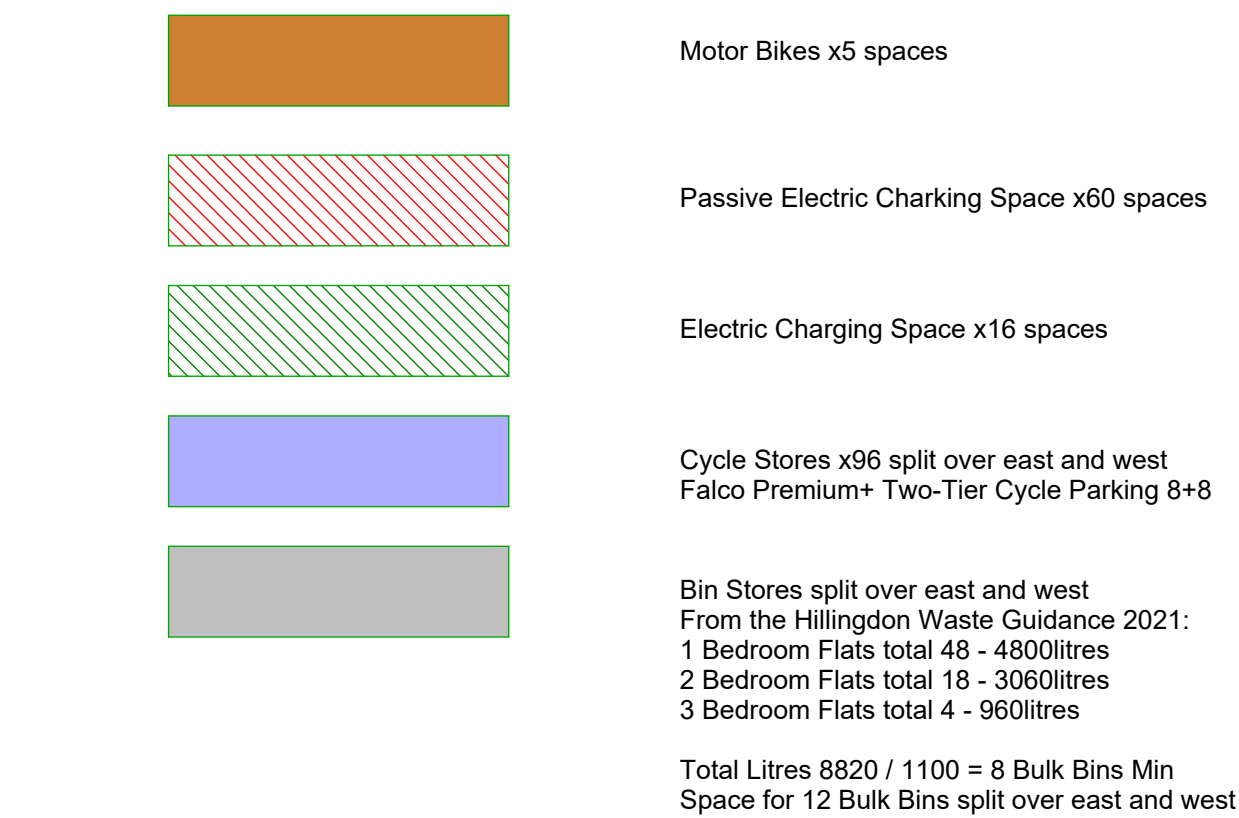 Motor Bikes x5 spaces
Passive Electric Charking Space x60 spaces
Electric Charging Space x16 spaces
Cycle Stores x96 split over east and west
Falco Premium+ Two-Tier Cycle Parking 8+8
Bin Stores split over east and west
From the Hillingdon Waste Guidance 2021:
1 Bedroom Flats total 48 - 4800litres
2 Bedroom Flats total 18 - 3060litres
3 Bedroom Flats total 4 - 960litres
Total Litres 8820 / 1100 = 8 Bulk Bins Min
Space for 12 Bulk Bins split over east and west